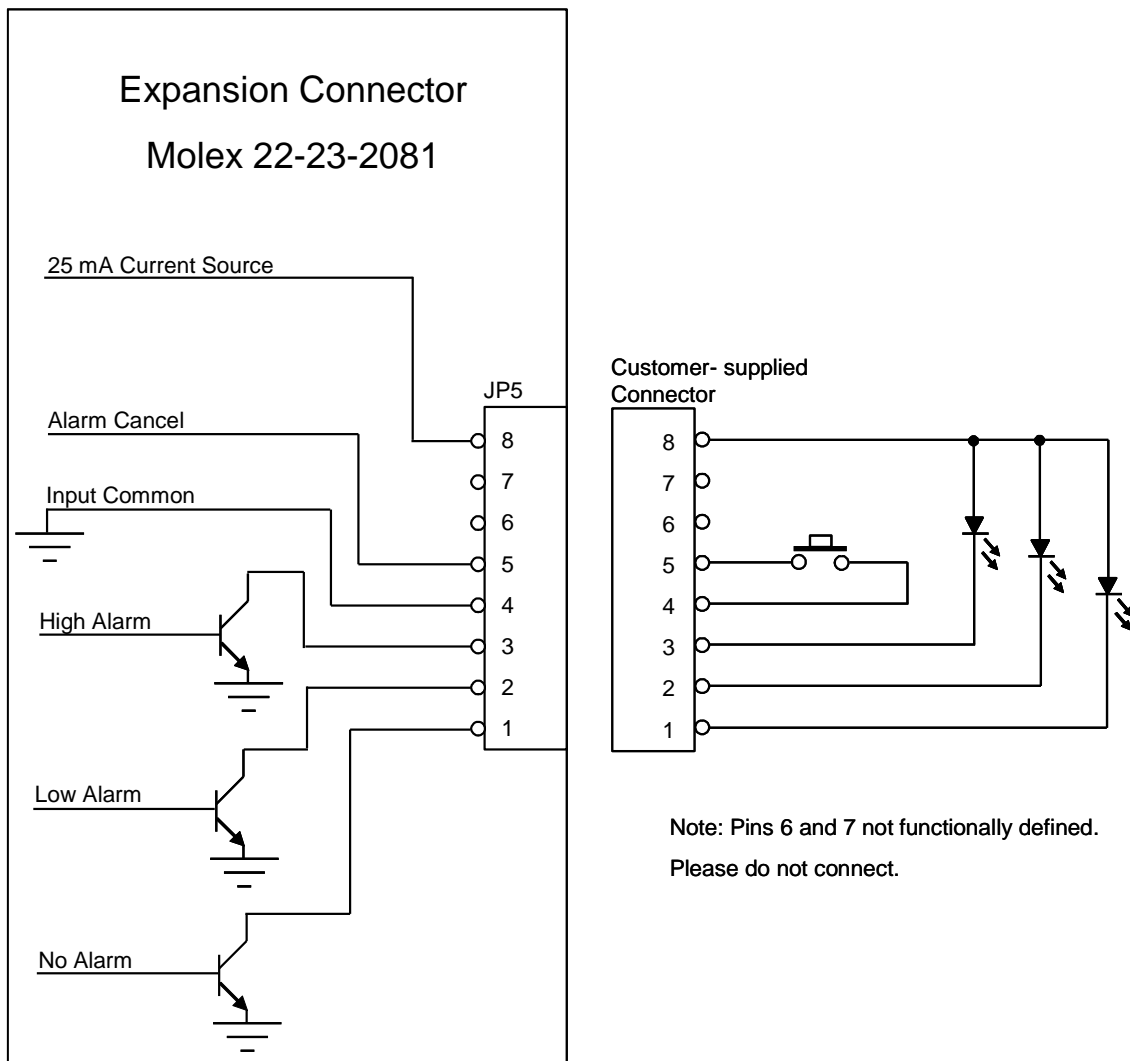 Expansion Connector
Molex 22-23-2081
25 mA Current Source
Alarm Cancel
Input Common
High Alarm
Low Alarm
No Alarm
JP5
8
7
6
5
4
3
2
1
Customer- supplied
Connector
8
7
6
5
4
3
2
1
Note: Pins 6 and 7 not functionally defined.
Please do not connect.